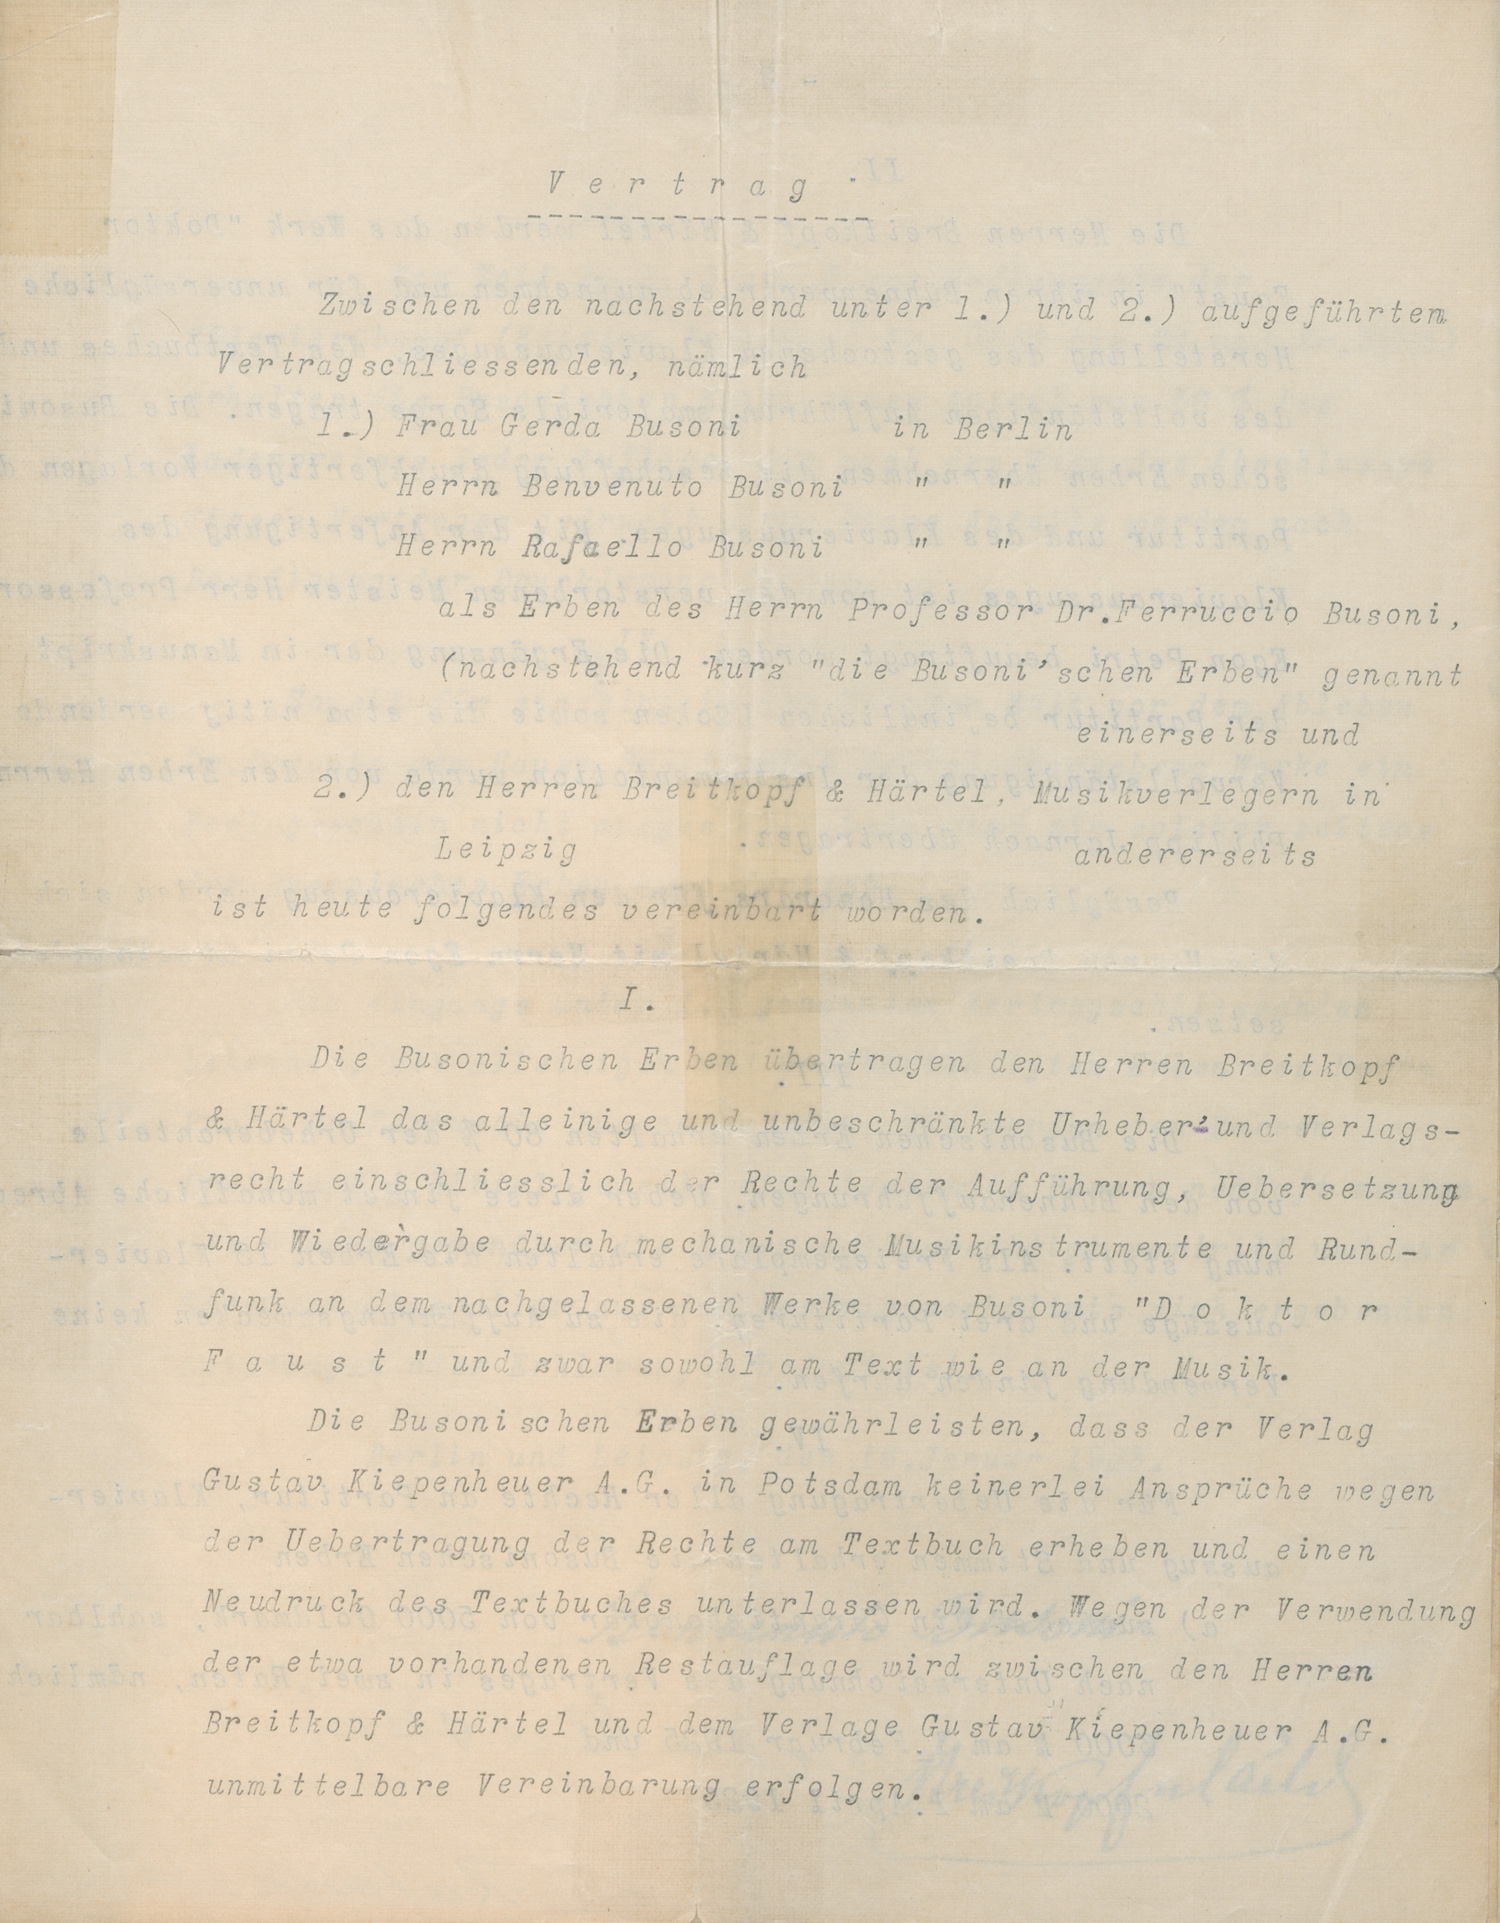 V e r t r a g .
Zwischen den nachstehend unter 1.) und 2.) aufgeführten
Vertragschliessenden, nämlich
1.) Frau Gerda Busoni in Berlin
Herrn Benvenuto Busoni " "
Herrn Rafaello Busoni " "
als Erben des Herrn Professor Dr.Ferruccio Busoni,
(nachstehend kurz "die Busoni'schen Erben" genannt
einerseits und
2.) den Herren Breitkopf & Härtel, Musikverlegern in
Leipzig andererseits
ist heute folgendes vereinbart worden.
I.
Die Busonischen Erben übertragen den Herren Breitkopf
& Härtel das alleinige und unbeschränkte Urheber- und Verlags-
recht einschliesslich der Rechte der Aufführung, Uebersetzung
und Wiedergabe durch mechanische Musikinstrumente und Rund-
funk an dem nachgelassenen Werke von Busoni "D o k t o r
F a u s t " und zwar sowohl am Text wie an der Musik.
Die Busonischen Erben gewährleisten, dass der Verlag
Gustav Kiepenheuer A.G. in Potsdam keinerlei Ansprüche wegen
der Uebertragung der Rechte am Textbuch erheben und einen
Neudruck des Textbuches unterlassen wird. Wegen der Verwendung
der etwa vorhandenen Restauflage wird zwischen den Herren
Breitkopf & Härtel und dem Verlage Gustav Kiepenheuer A.G.
unmittelbare Vereinbarung erfolgen.